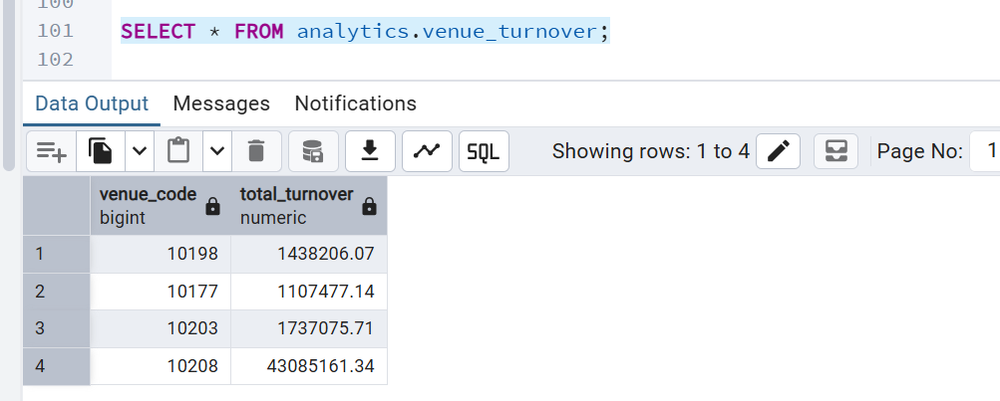 100
101 SELECT * FROM analytics.venue_turnover;
102
Data Output Messages Notifications
SQL Showing rows: 1 to 4 Page No: 1
venue_code total_turnover
bigint numeric
1 10198 1438206.07
2 10177 1107477.14
3 10203 1737075.71
4 10208 43085161.34